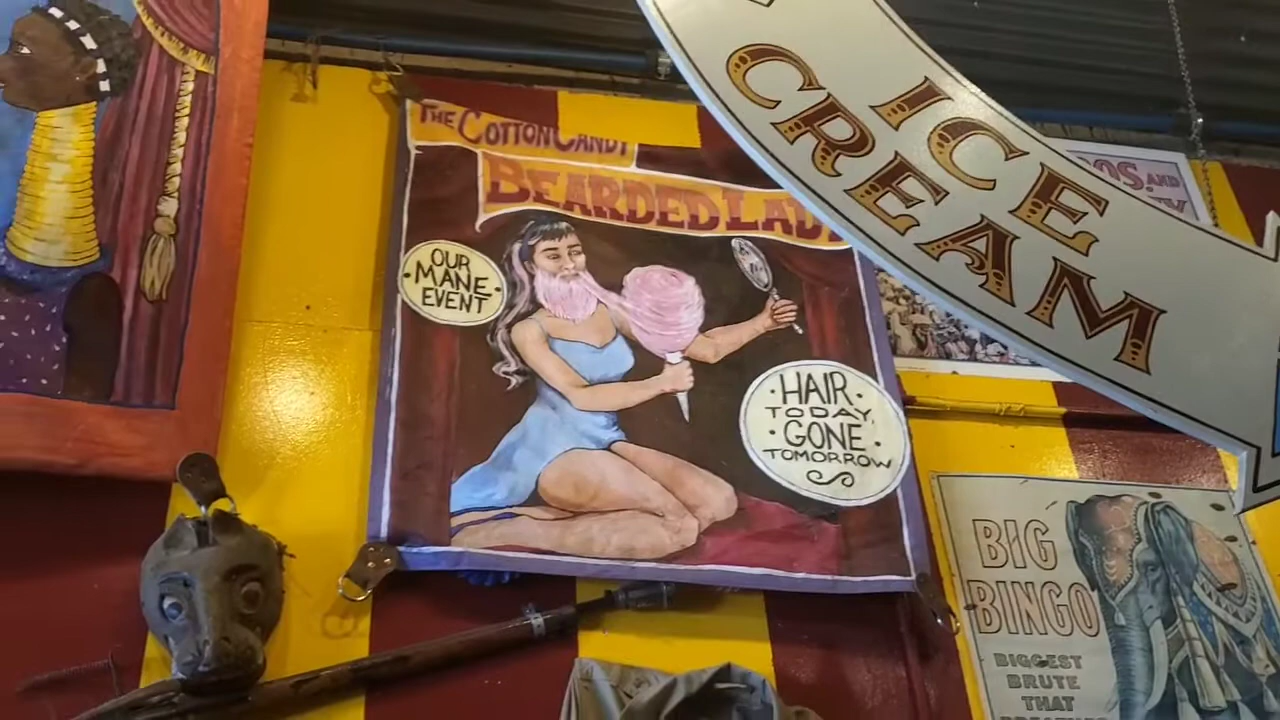 THE COTTON CANDY
BEARDED LADY
OUR
MANE
EVENT
HAIR
TODAY,
GONE
TOMORROW
ICE
CREAM
AND
BIG
BINGO
BIGGEST
BRUTE
THAT